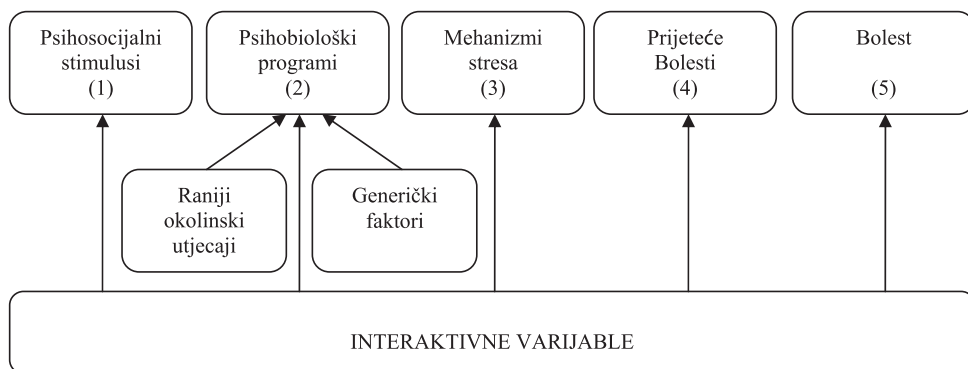 Psihosocijalni
stimulusi
(1)
Psihobiološki
programi
(2)
Mehanizmi
stresa
(3)
Prijeteće
Bolesti
(4)
Bolest
(5)
Raniji
okolinski
utjecaji
Generički
faktori
INTERAKTIVNE VARIJABLE